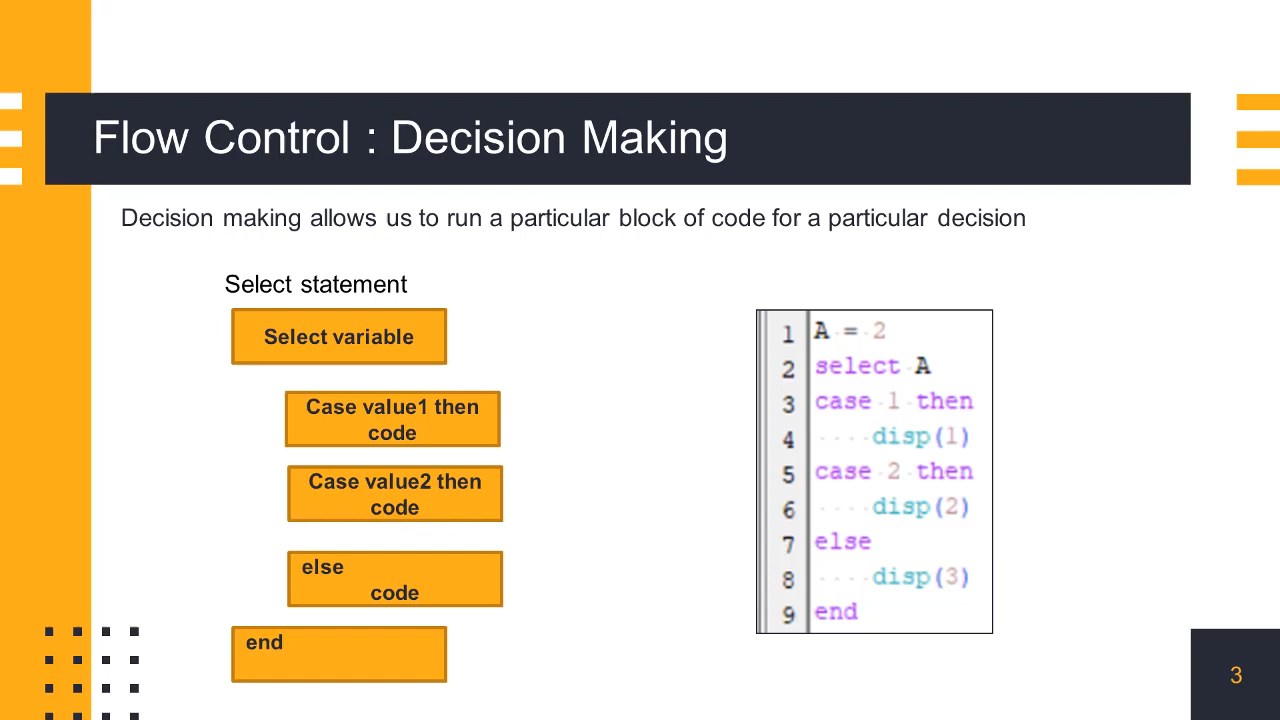 Flow Control : Decision Making
Decision making allows us to run a particular block of code for a particular decision
Select statement
Select variable
Case value1 then
code
Case value2 then
code
else
code
end
1 A = 2
2 select A
3 case 1 then
4 disp(1)
5 case 2 then
6 disp(2)
7 else
8 disp(3)
9 end
3